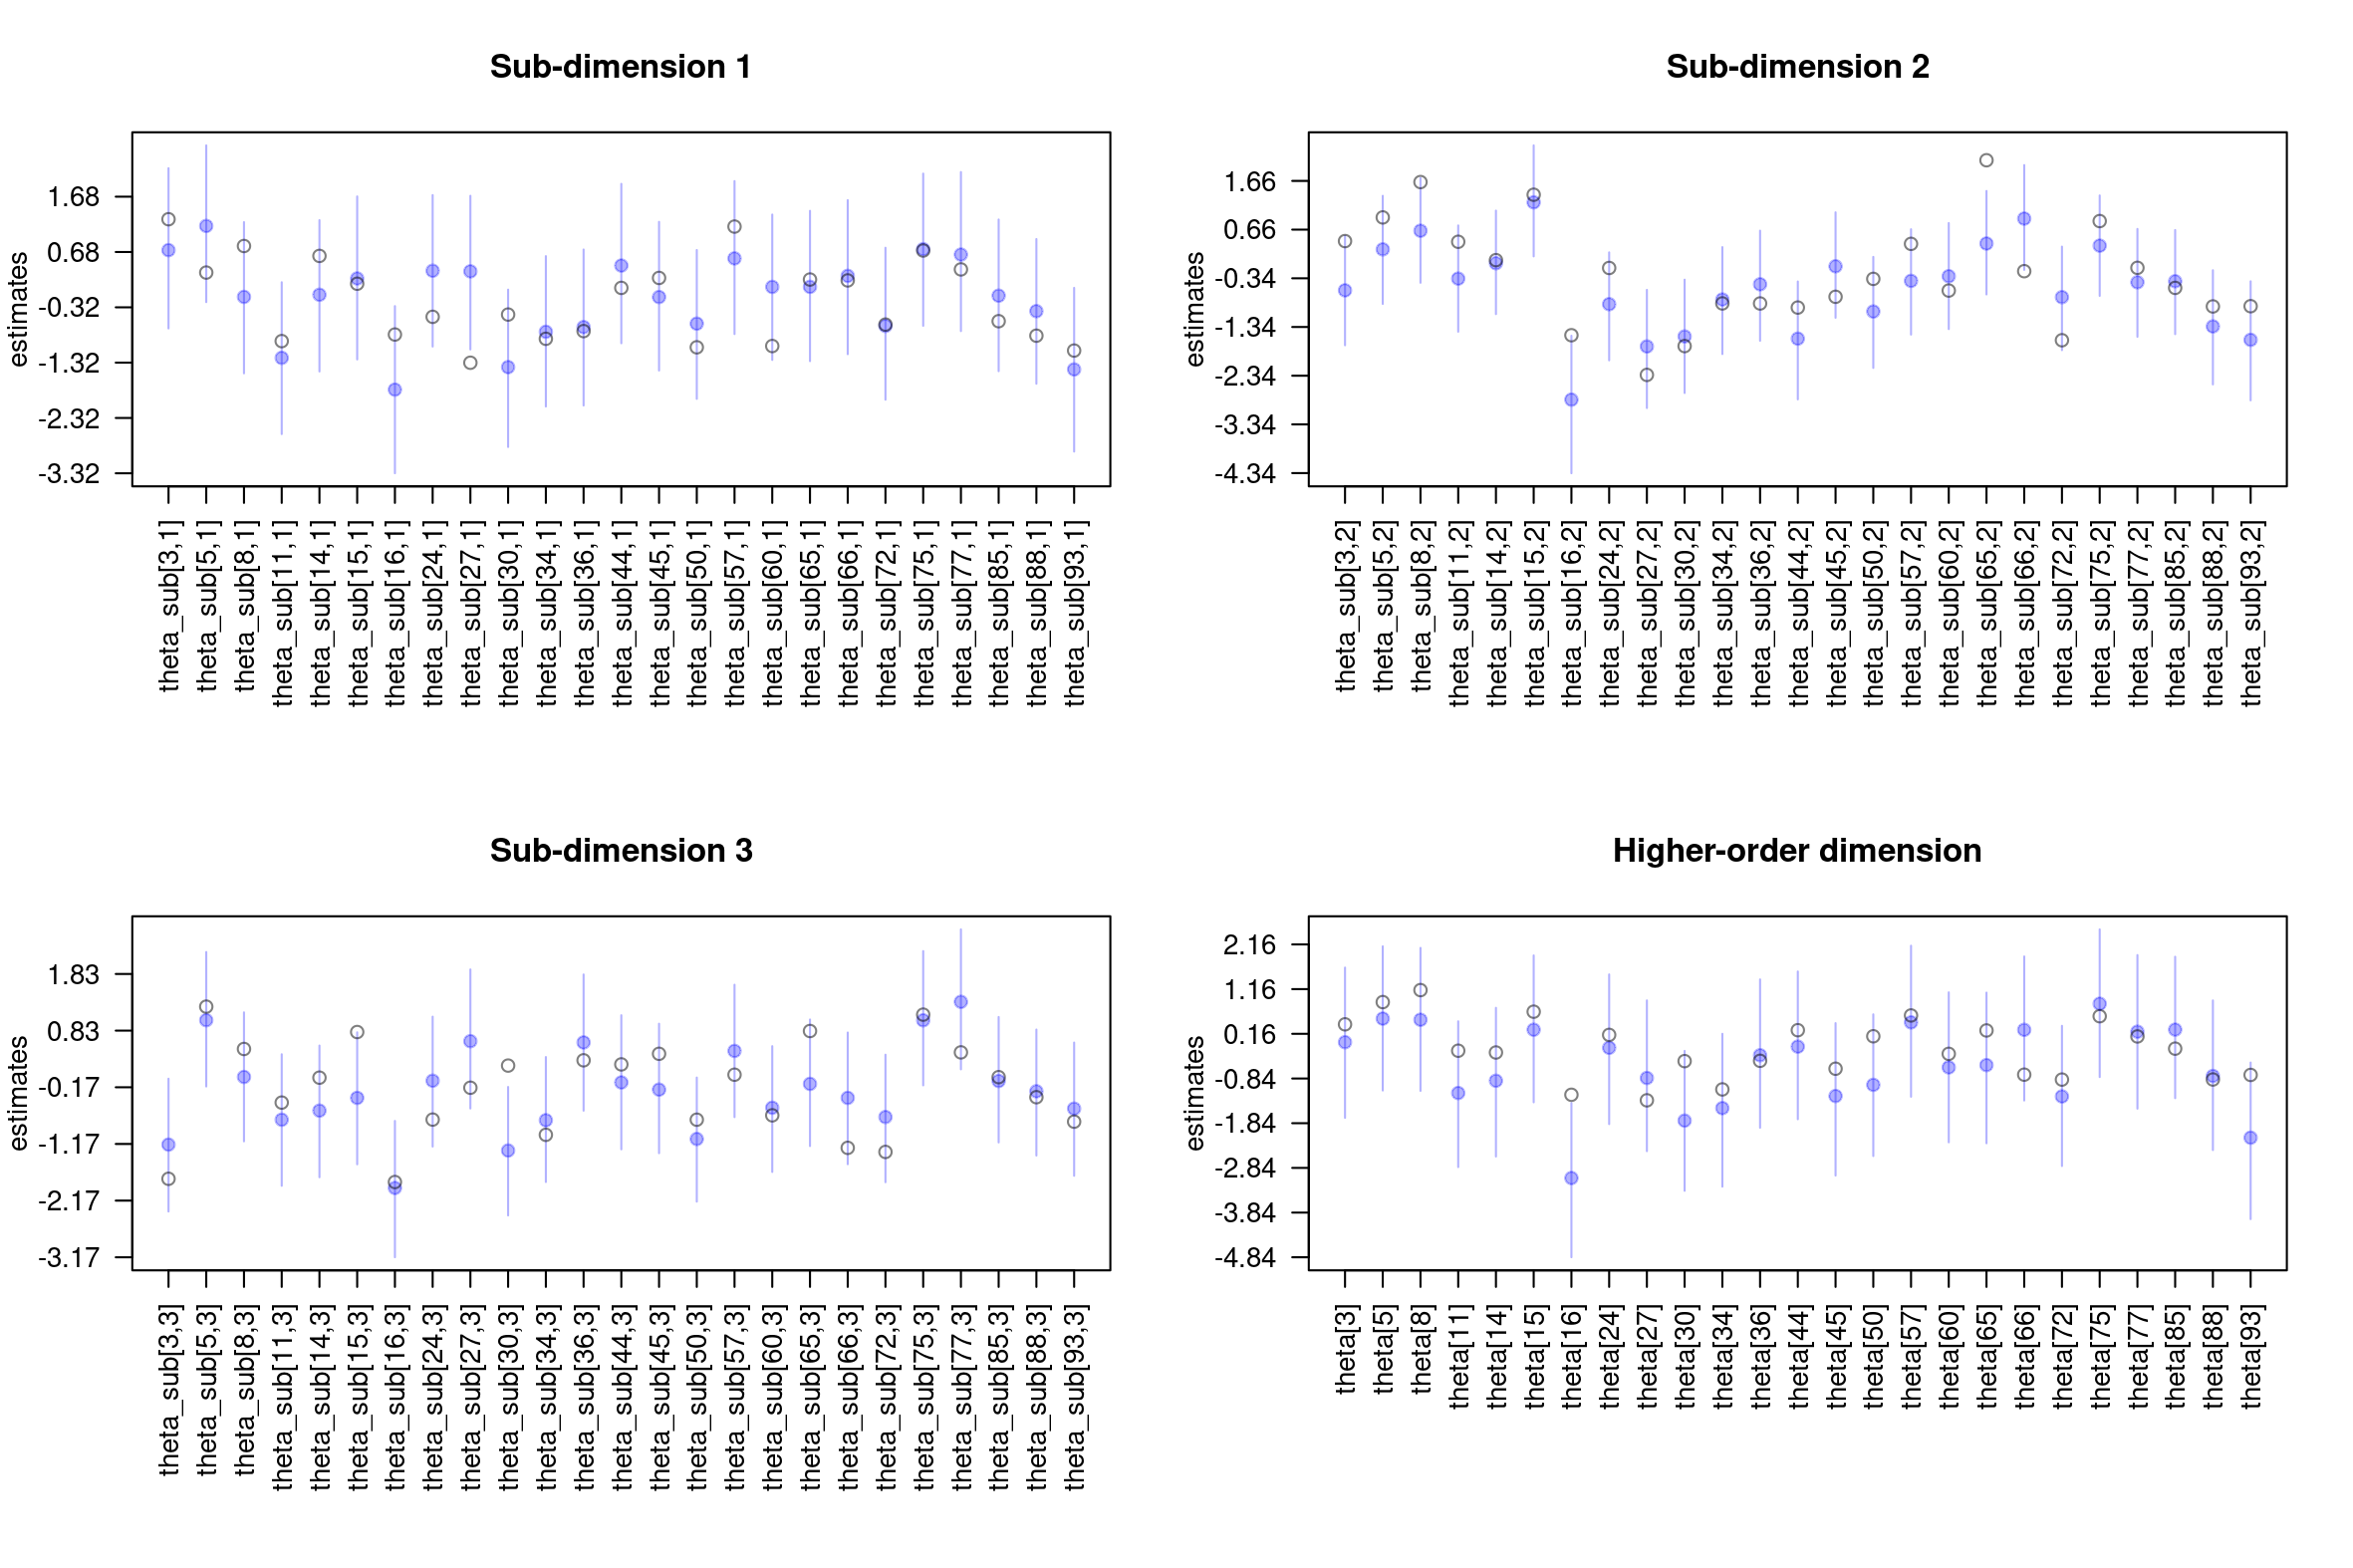 Sub-dimension 1
estimates
1.68
0.68
-0.32
-1.32
-2.32
-3.32
theta_sub[3,1]
theta_sub[5,1]
theta_sub[8,1]
theta_sub[11,1]
theta_sub[14,1]
theta_sub[15,1]
theta_sub[16,1]
theta_sub[24,1]
theta_sub[27,1]
theta_sub[30,1]
theta_sub[34,1]
theta_sub[36,1]
theta_sub[44,1]
theta_sub[45,1]
theta_sub[50,1]
theta_sub[57,1]
theta_sub[60,1]
theta_sub[65,1]
theta_sub[66,1]
theta_sub[72,1]
theta_sub[75,1]
theta_sub[77,1]
theta_sub[85,1]
theta_sub[88,1]
theta_sub[93,1]
Sub-dimension 2
estimates
1.66
0.66
-0.34
-1.34
-2.34
-3.34
-4.34
theta_sub[3,2]
theta_sub[5,2]
theta_sub[8,2]
theta_sub[11,2]
theta_sub[14,2]
theta_sub[15,2]
theta_sub[16,2]
theta_sub[24,2]
theta_sub[27,2]
theta_sub[30,2]
theta_sub[34,2]
theta_sub[36,2]
theta_sub[44,2]
theta_sub[45,2]
theta_sub[50,2]
theta_sub[57,2]
theta_sub[60,2]
theta_sub[65,2]
theta_sub[66,2]
theta_sub[72,2]
theta_sub[75,2]
theta_sub[77,2]
theta_sub[85,2]
theta_sub[88,2]
theta_sub[93,2]
Sub-dimension 3
estimates
1.83
0.83
-0.17
-1.17
-2.17
-3.17
theta_sub[3,3]
theta_sub[5,3]
theta_sub[8,3]
theta_sub[11,3]
theta_sub[14,3]
theta_sub[15,3]
theta_sub[16,3]
theta_sub[24,3]
theta_sub[27,3]
theta_sub[30,3]
theta_sub[34,3]
theta_sub[36,3]
theta_sub[44,3]
theta_sub[45,3]
theta_sub[50,3]
theta_sub[57,3]
theta_sub[60,3]
theta_sub[65,3]
theta_sub[66,3]
theta_sub[72,3]
theta_sub[75,3]
theta_sub[77,3]
theta_sub[85,3]
theta_sub[88,3]
theta_sub[93,3]
Higher-order dimension
estimates
2.16
1.16
0.16
-0.84
-1.84
-2.84
-3.84
-4.84
theta[3]
theta[5]
theta[8]
theta[11]
theta[14]
theta[15]
theta[16]
theta[24]
theta[27]
theta[30]
theta[34]
theta[36]
theta[44]
theta[45]
theta[50]
theta[57]
theta[60]
theta[65]
theta[66]
theta[72]
theta[75]
theta[77]
theta[85]
theta[88]
theta[93]